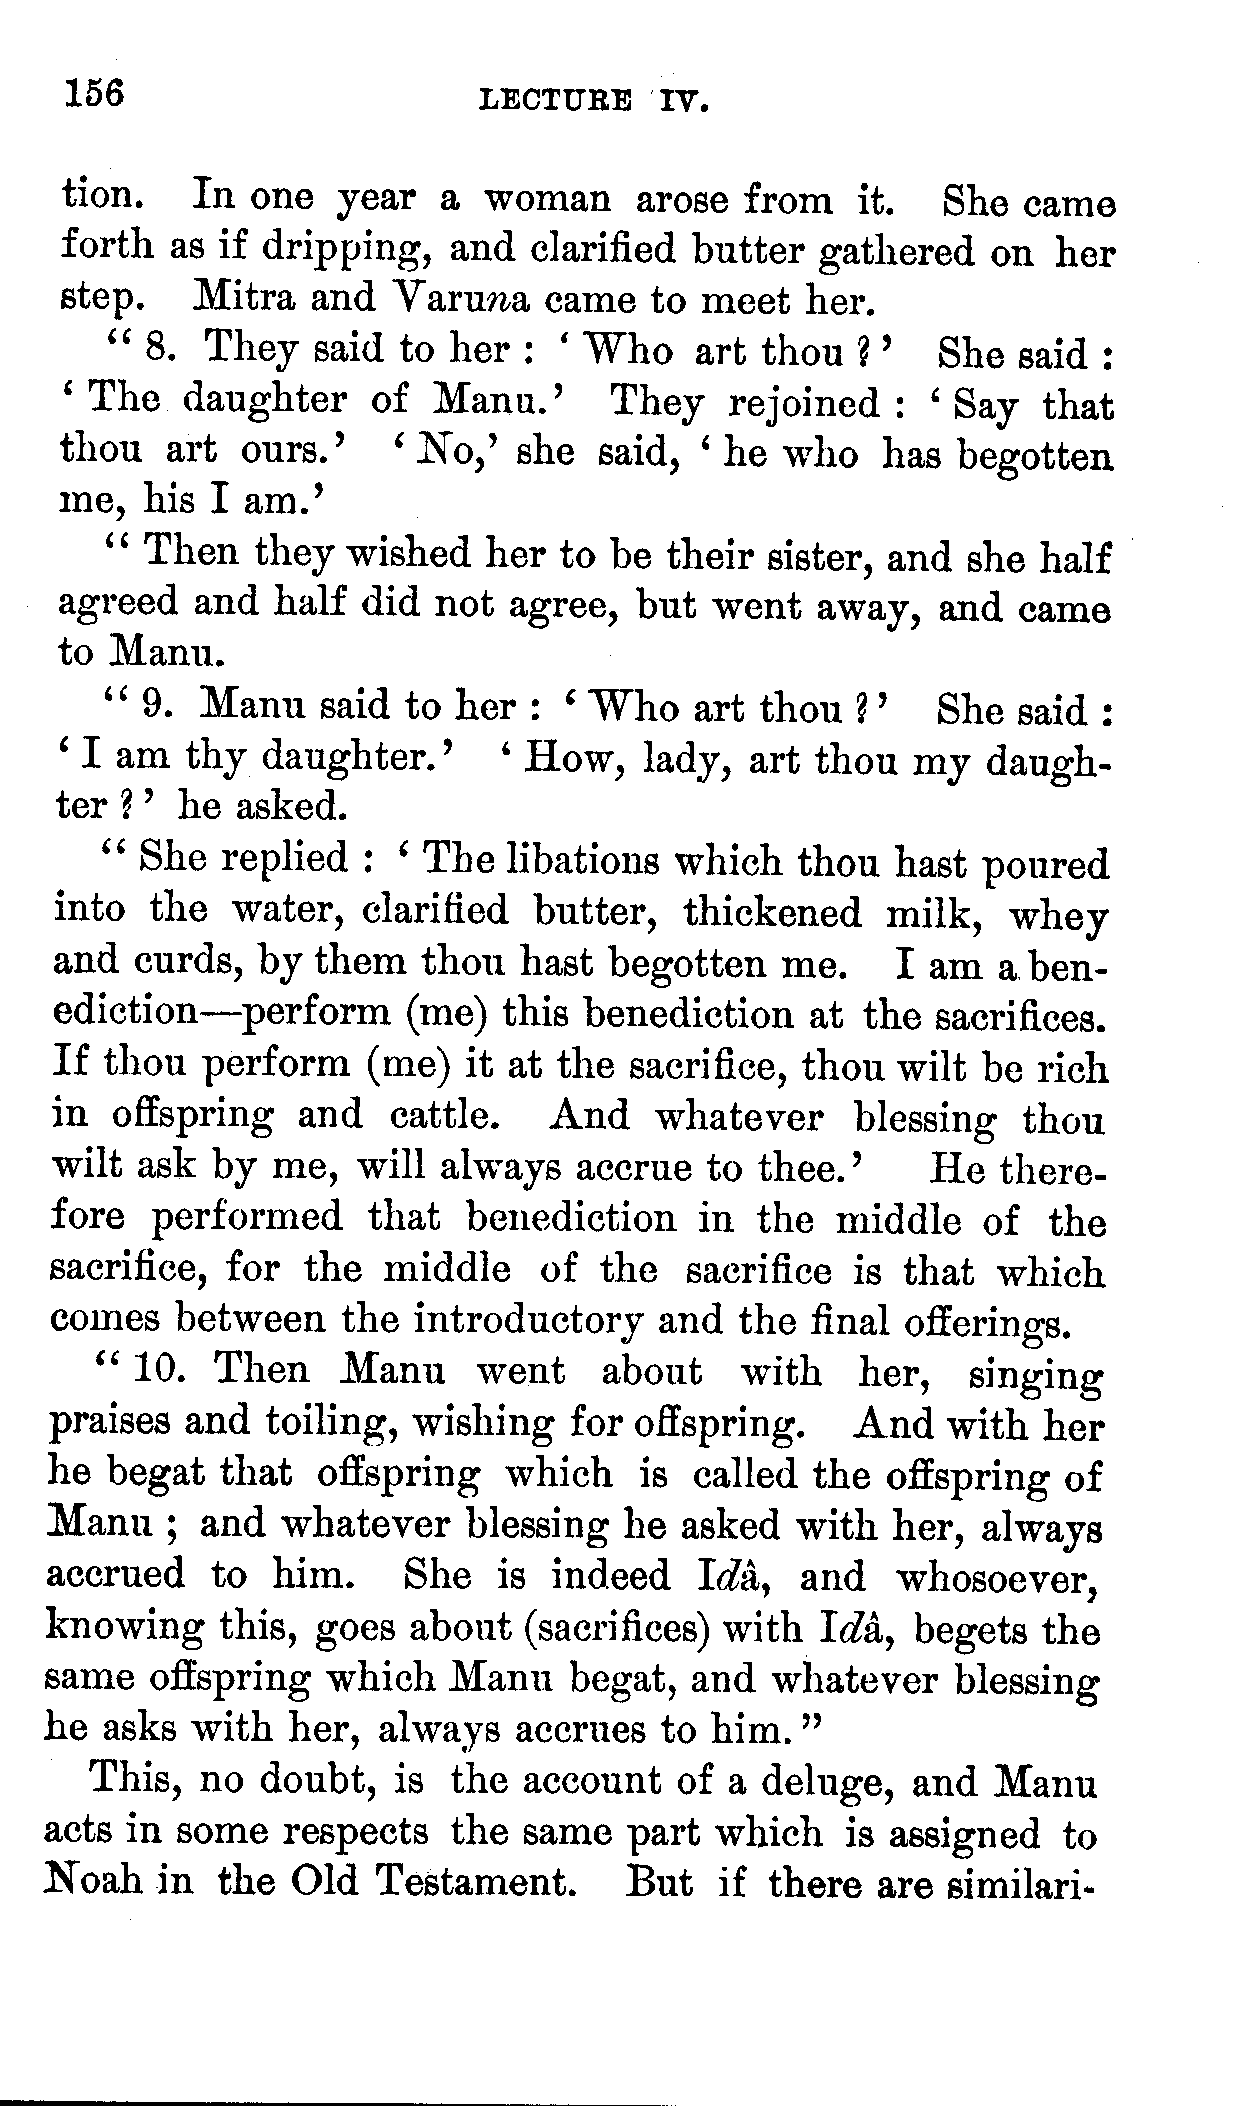 156 LECTURE IV.
tion. In one year a woman arose from it. She came
forth as if dripping, and clarified butter gathered on her
step. Mitra and Varuna came to meet her.
“ 8. They said to her : ‘ Who art thou ? ’ She said :
‘ The daughter of Manu.’ They rejoined : ‘ Say that
thou art ours.’ ‘ No,’ she said, ‘ he who has begotten
me, his I am.’
“ Then they wished her to be their sister, and she half
agreed and half did not agree, but went away, and came
to Manu.
“ 9. Manu said to her : ‘ Who art thou ? ’ She said :
‘ I am thy daughter.’ ‘ How, lady, art thou my daugh-
ter ? ’ he asked.
“ She replied : ‘ The libations which thou hast poured
into the water, clarified butter, thickened milk, whey
and curds, by them thou hast begotten me. I am a ben-
ediction—perform (me) this benediction at the sacrifices.
If thou perform (me) it at the sacrifice, thou wilt be rich
in offspring and cattle. And whatever blessing thou
wilt ask by me, will always accrue to thee.’ He there-
fore performed that benediction in the middle of the
sacrifice, for the middle of the sacrifice is that which
comes between the introductory and the final offerings.
“ 10. Then Manu went about with her, singing
praises and toiling, wishing for offspring. And with her
he begat that offspring which is called the offspring of
Manu ; and whatever blessing he asked with her, always
accrued to him. She is indeed Idâ, and whosoever,
knowing this, goes about (sacrifices) with Idâ, begets the
same offspring which Manu begat, and whatever blessing
he asks with her, always accrues to him.”
This, no doubt, is the account of a deluge, and Manu
acts in some respects the same part which is assigned to
Noah in the Old Testament. But if there are similari-